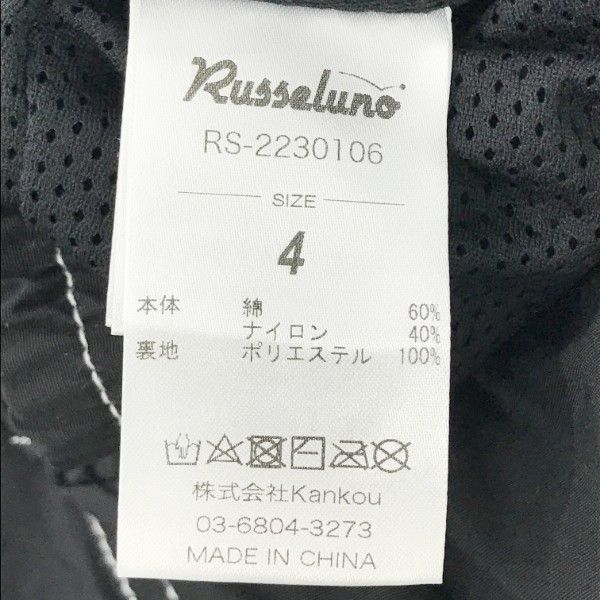 Russeluno
RS-2230106
SIZE
4
本体 綿 60%
ナイロン 40%
裏地 ポリエステル 100%
株式会社Kankou
03-6804-3273
MADE IN CHINA